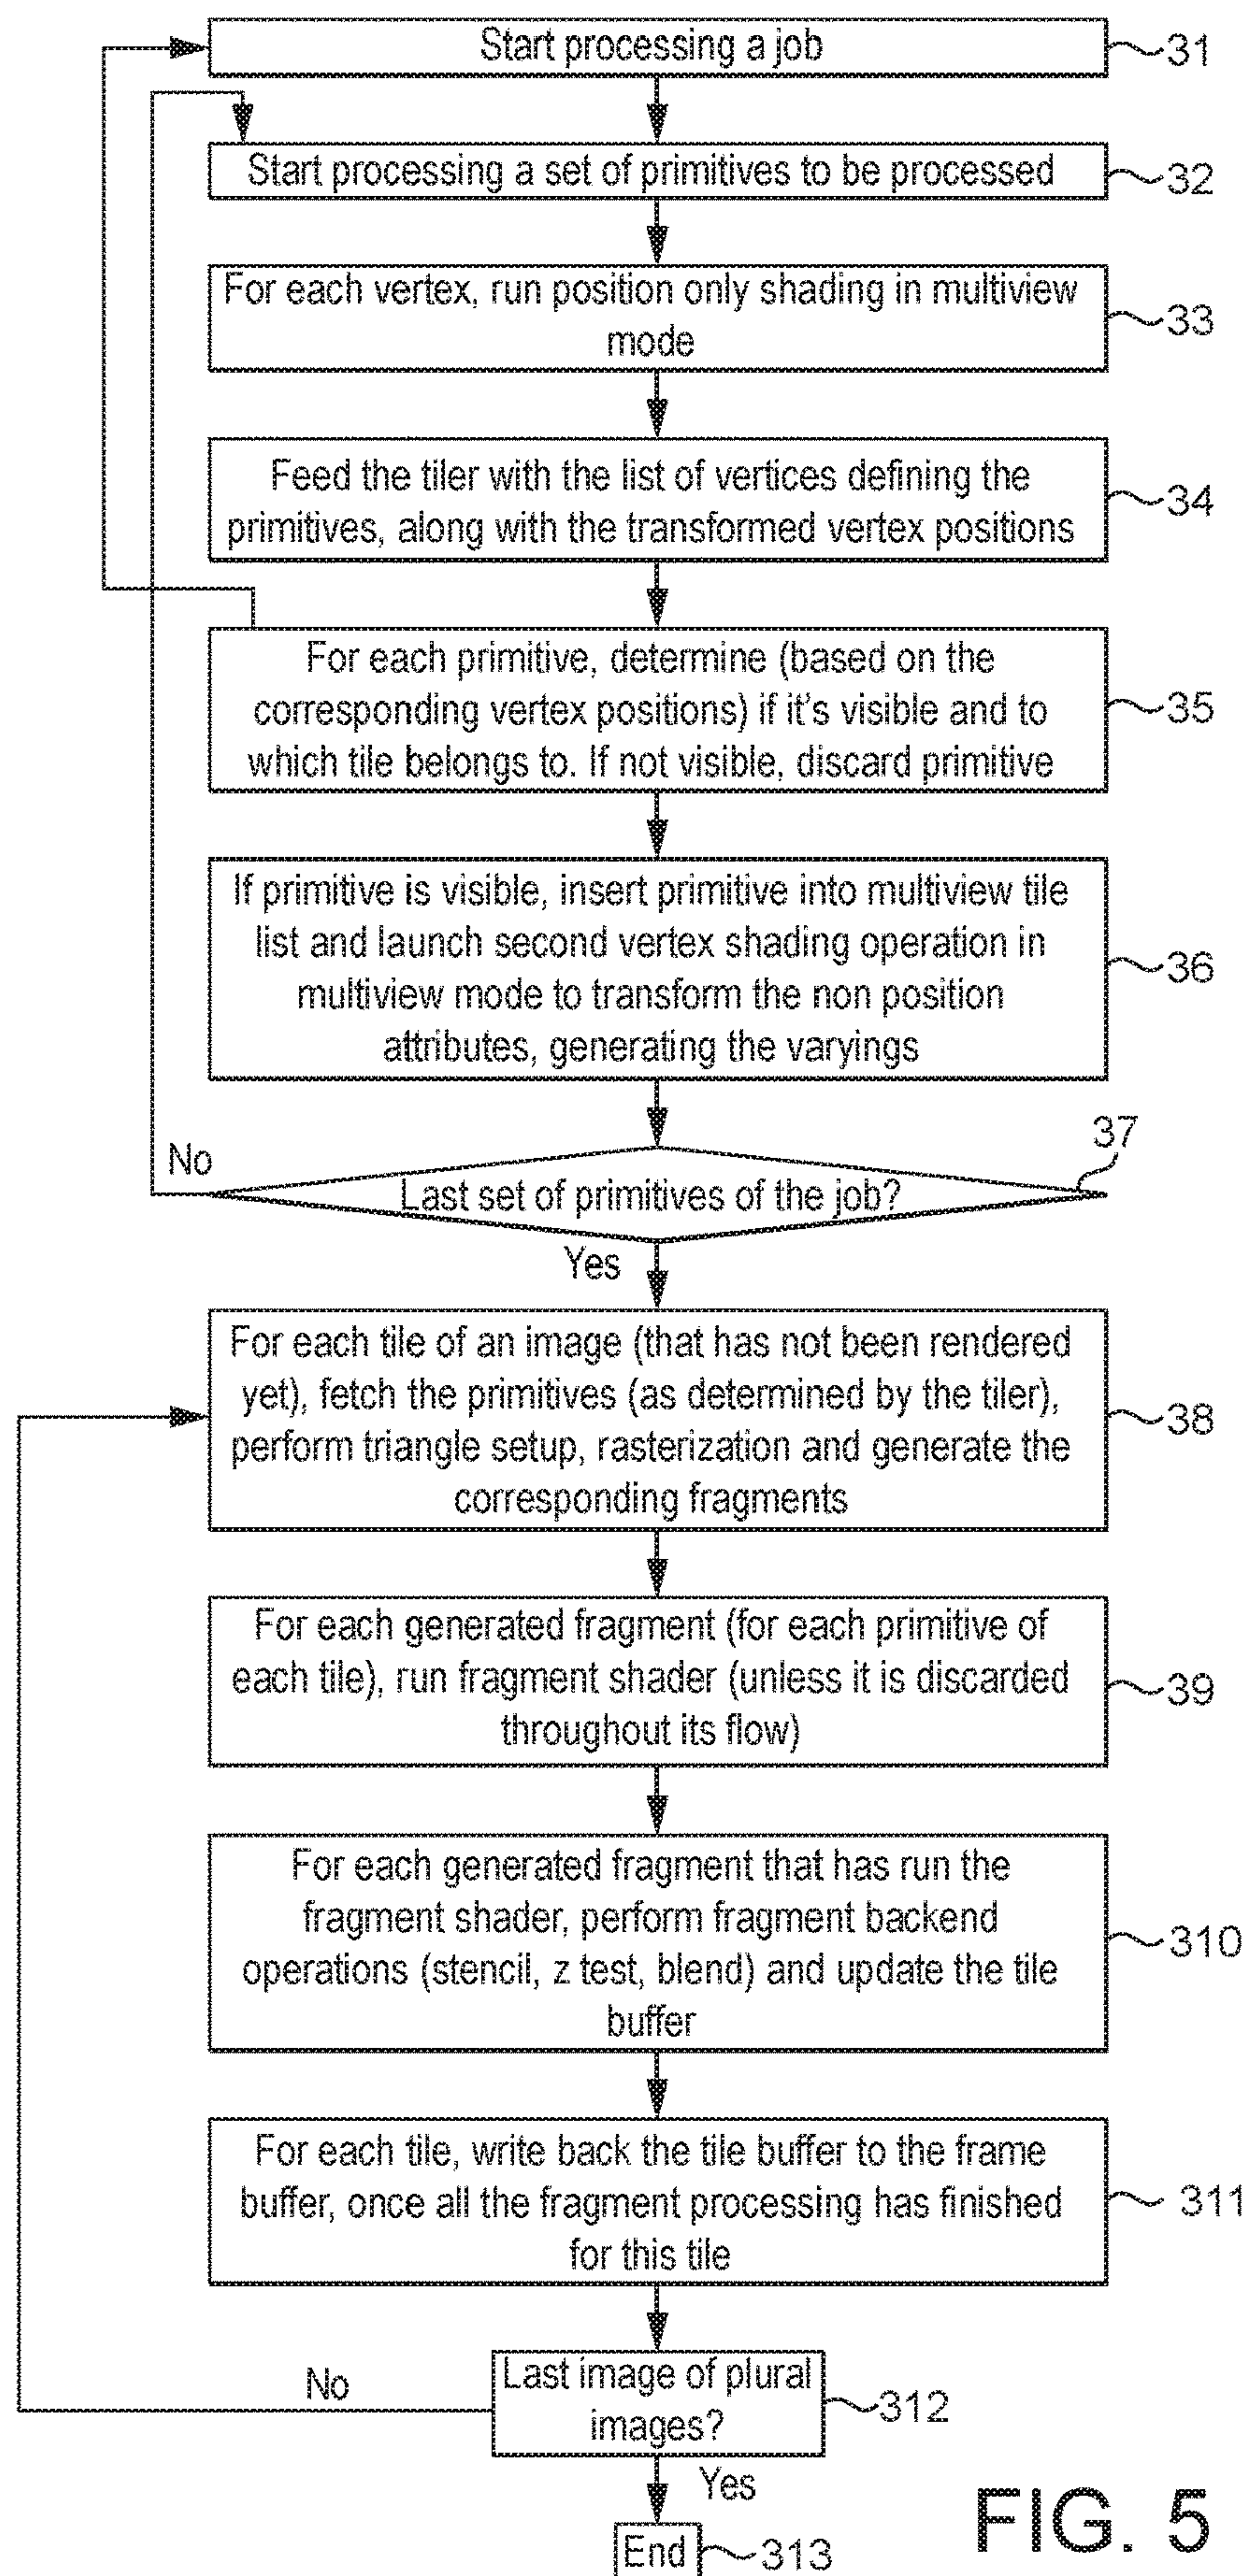 Start processing a job
31
Start processing a set of primitives to be processed
32
For each vertex, run position only shading in multiview
mode
33
Feed the tiler with the list of vertices defining the
primitives, along with the transformed vertex positions
34
For each primitive, determine (based on the
corresponding vertex positions) if it's visible and to
which tile belongs to. If not visible, discard primitive
35
If primitive is visible, insert primitive into multiview tile
list and launch second vertex shading operation in
multiview mode to transform the non position
attributes, generating the varyings
36
37
No
Last set of primitives of the job?
Yes
For each tile of an image (that has not been rendered
yet), fetch the primitives (as determined by the tiler),
perform triangle setup, rasterization and generate the
corresponding fragments
38
For each generated fragment (for each primitive of
each tile), run fragment shader (unless it is discarded
throughout its flow)
39
For each generated fragment that has run the
fragment shader, perform fragment backend
operations (stencil, z test, blend) and update the tile
buffer
310
For each tile, write back the tile buffer to the frame
buffer, once all the fragment processing has finished
for this tile
311
No
Last image of plural
images?
312
Yes
End
313
FIG. 5